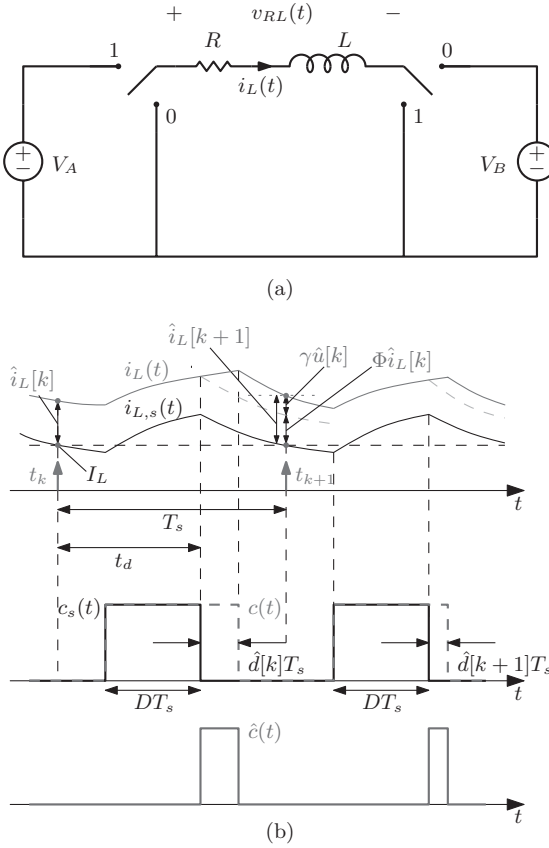 + v_{RL}(t) −
1 R L 0
i_L(t)
0 1
V_A V_B
(a)
\hat{i}_L[k+1]
\hat{i}_L[k] i_L(t) γ\hat{u}[k] Φ\hat{i}_L[k]
i_{L,s}(t)
t_k I_L t_{k+1}
t
T_s
t_d
c_s(t) c(t)
\hat{d}[k]T_s \hat{d}[k+1]T_s
DT_s DT_s t
\hat{c}(t)
t
(b)